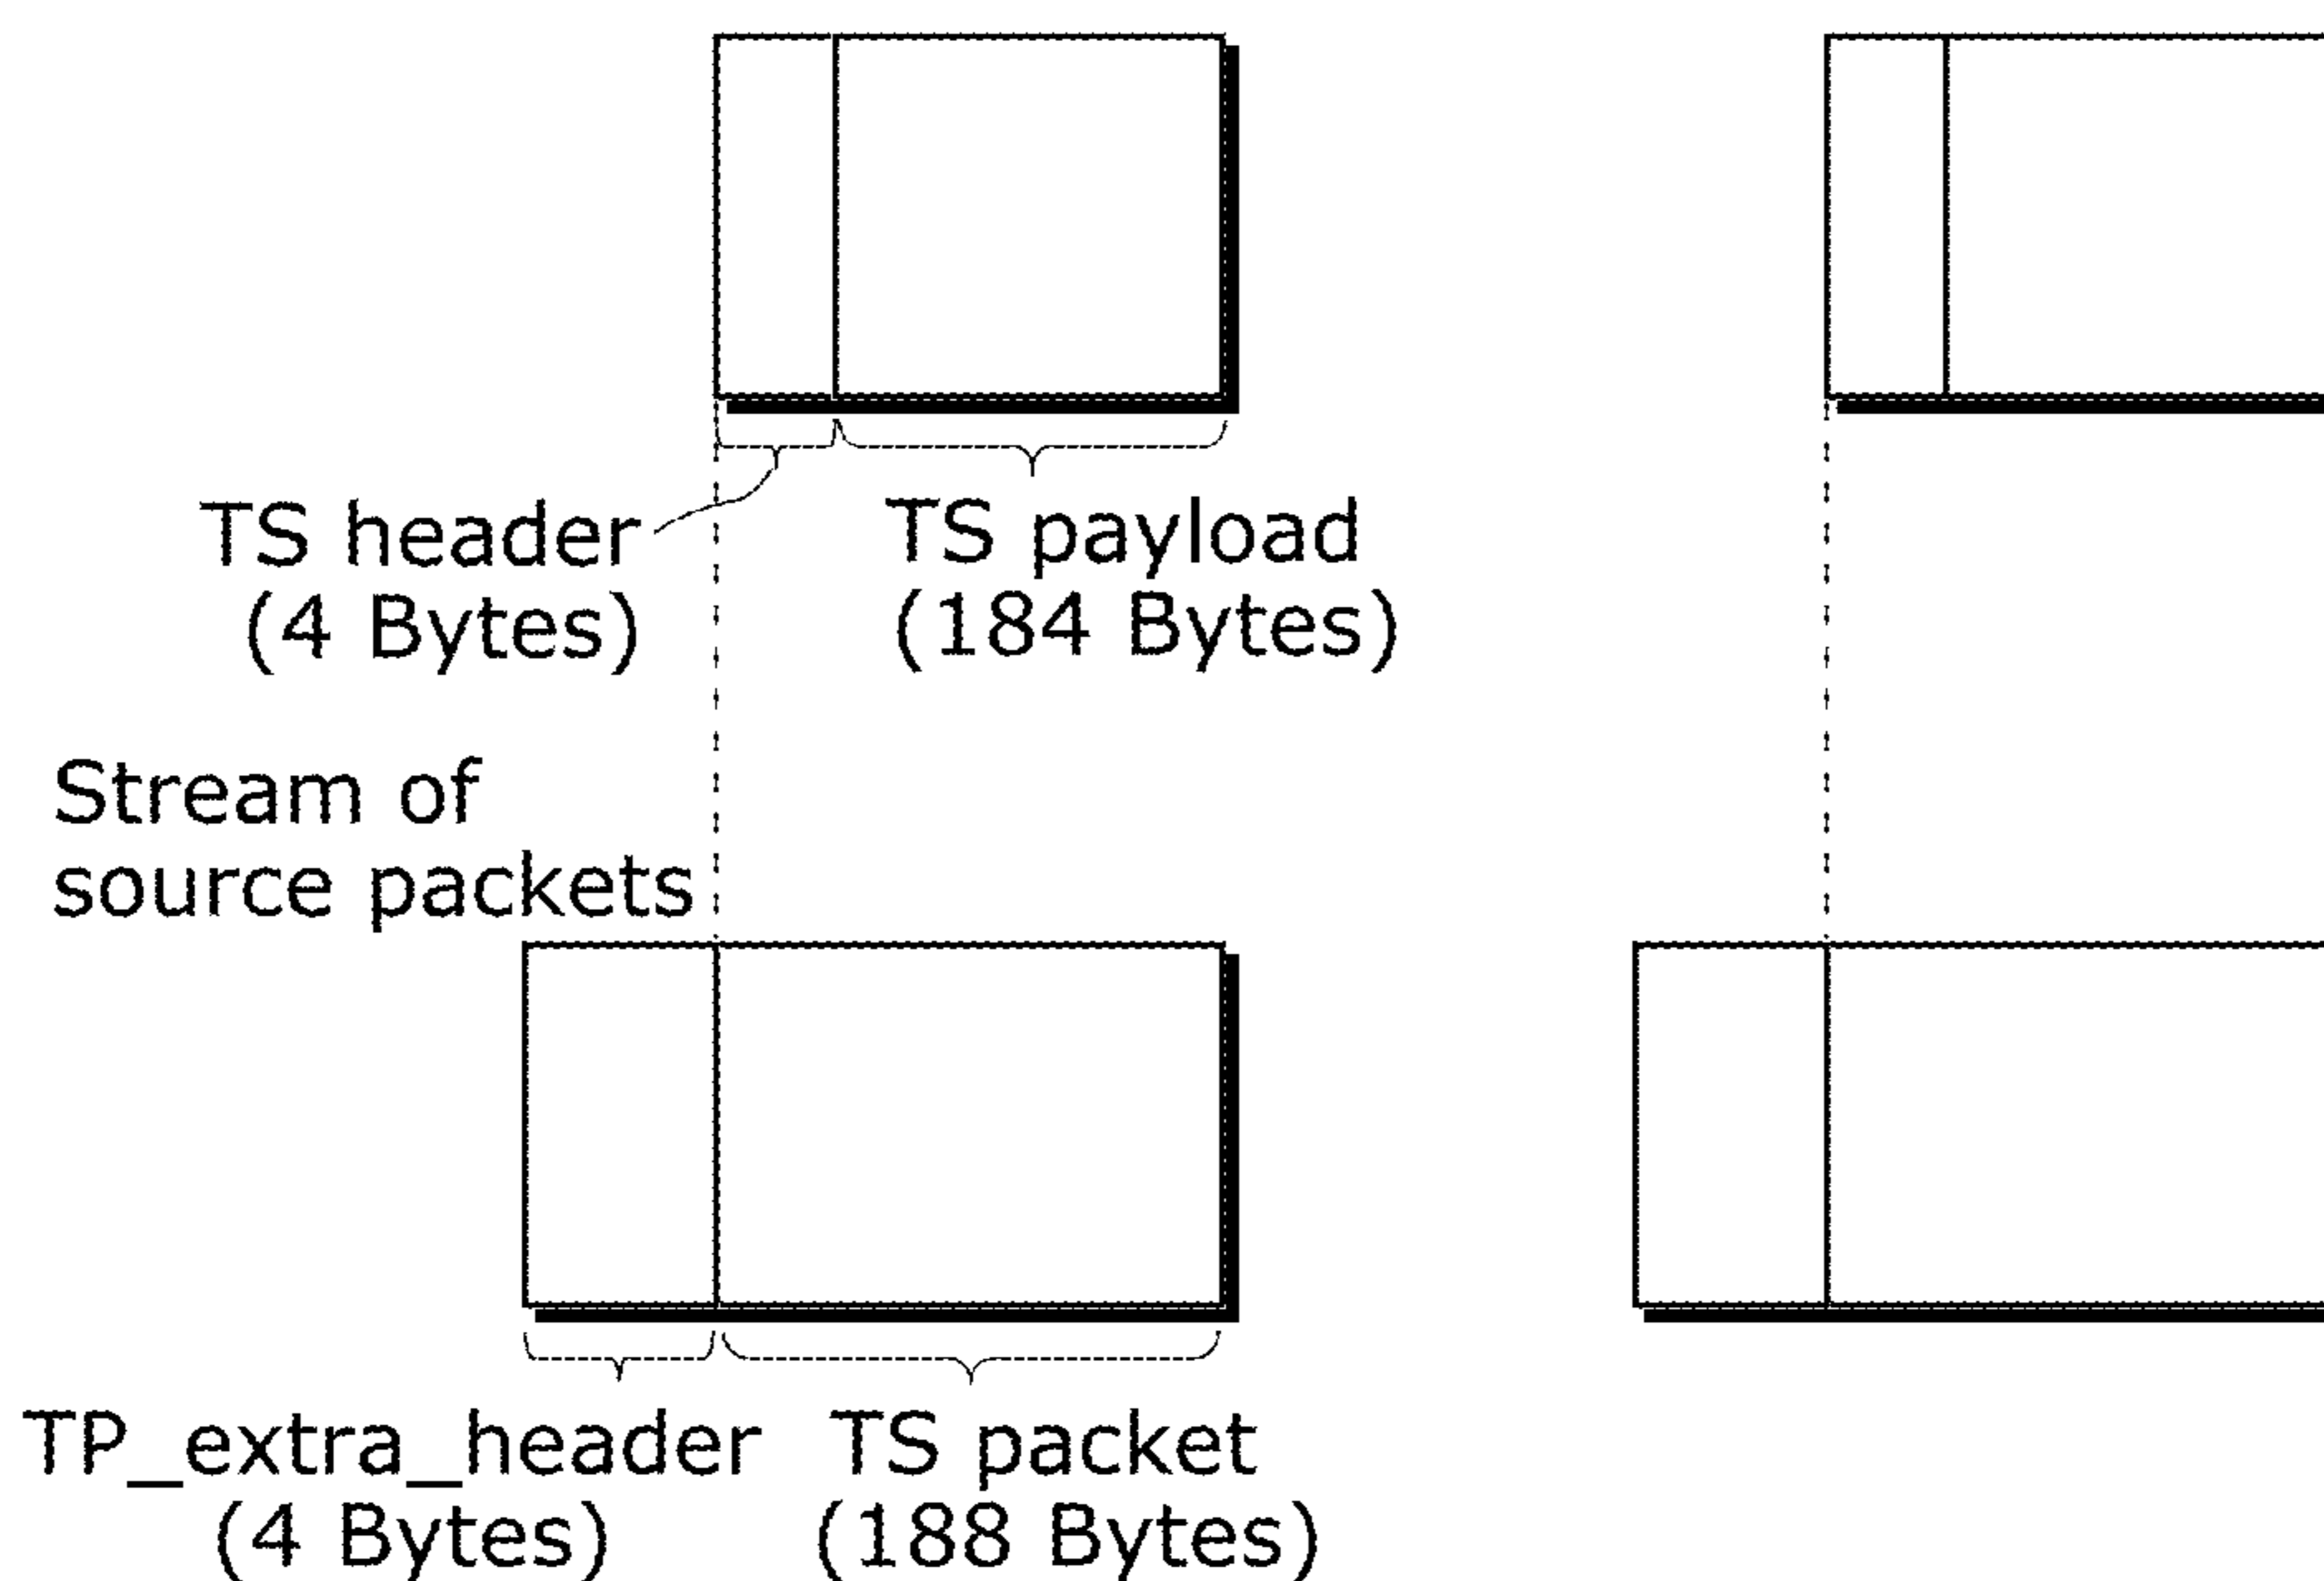 TS header
(4 Bytes)
TS payload
(184 Bytes)
Stream of
source packets
TP_extra_header
(4 Bytes)
TS packet
(188 Bytes)